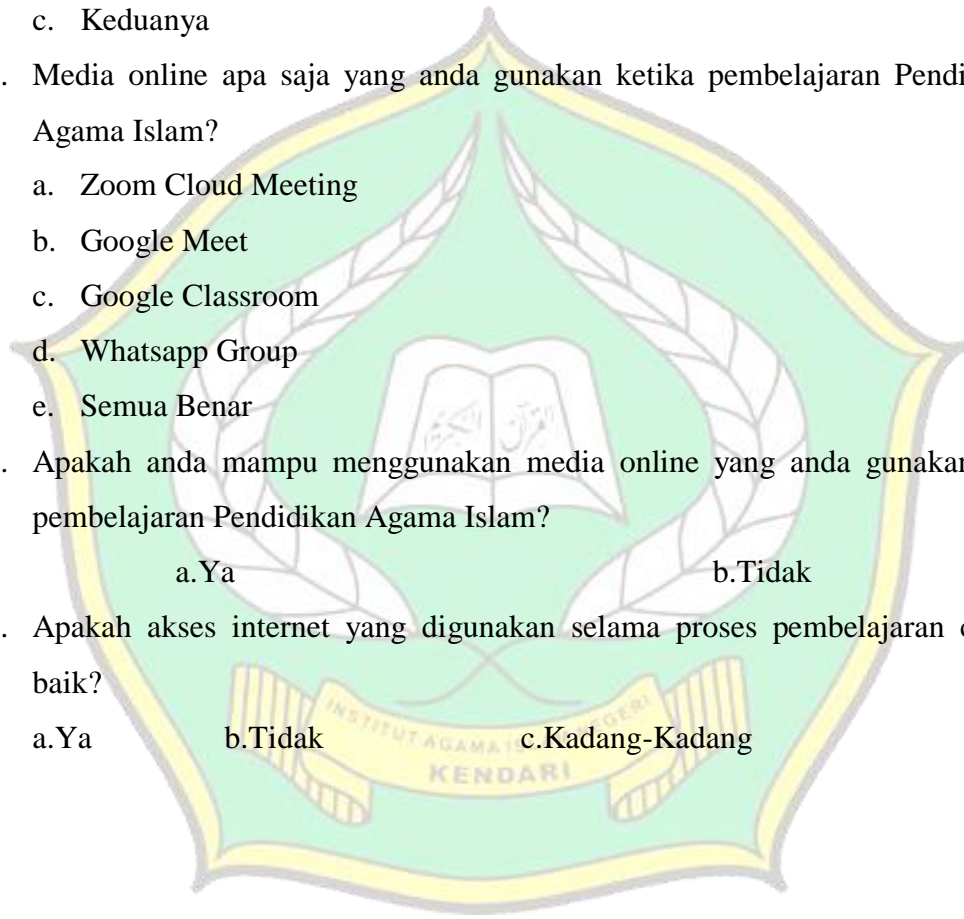 c. Keduanya
. Media online apa saja yang anda gunakan ketika pembelajaran Pendi
Agama Islam?
a. Zoom Cloud Meeting
b. Google Meet
c. Google Classroom
d. Whatsapp Group
e. Semua Benar
. Apakah anda mampu menggunakan media online yang anda gunakan
pembelajaran Pendidikan Agama Islam?
a.Ya b.Tidak
. Apakah akses internet yang digunakan selama proses pembelajaran
baik?
a.Ya b.Tidak c.Kadang-Kadang
INSTITUT AGAMA
KENDARI